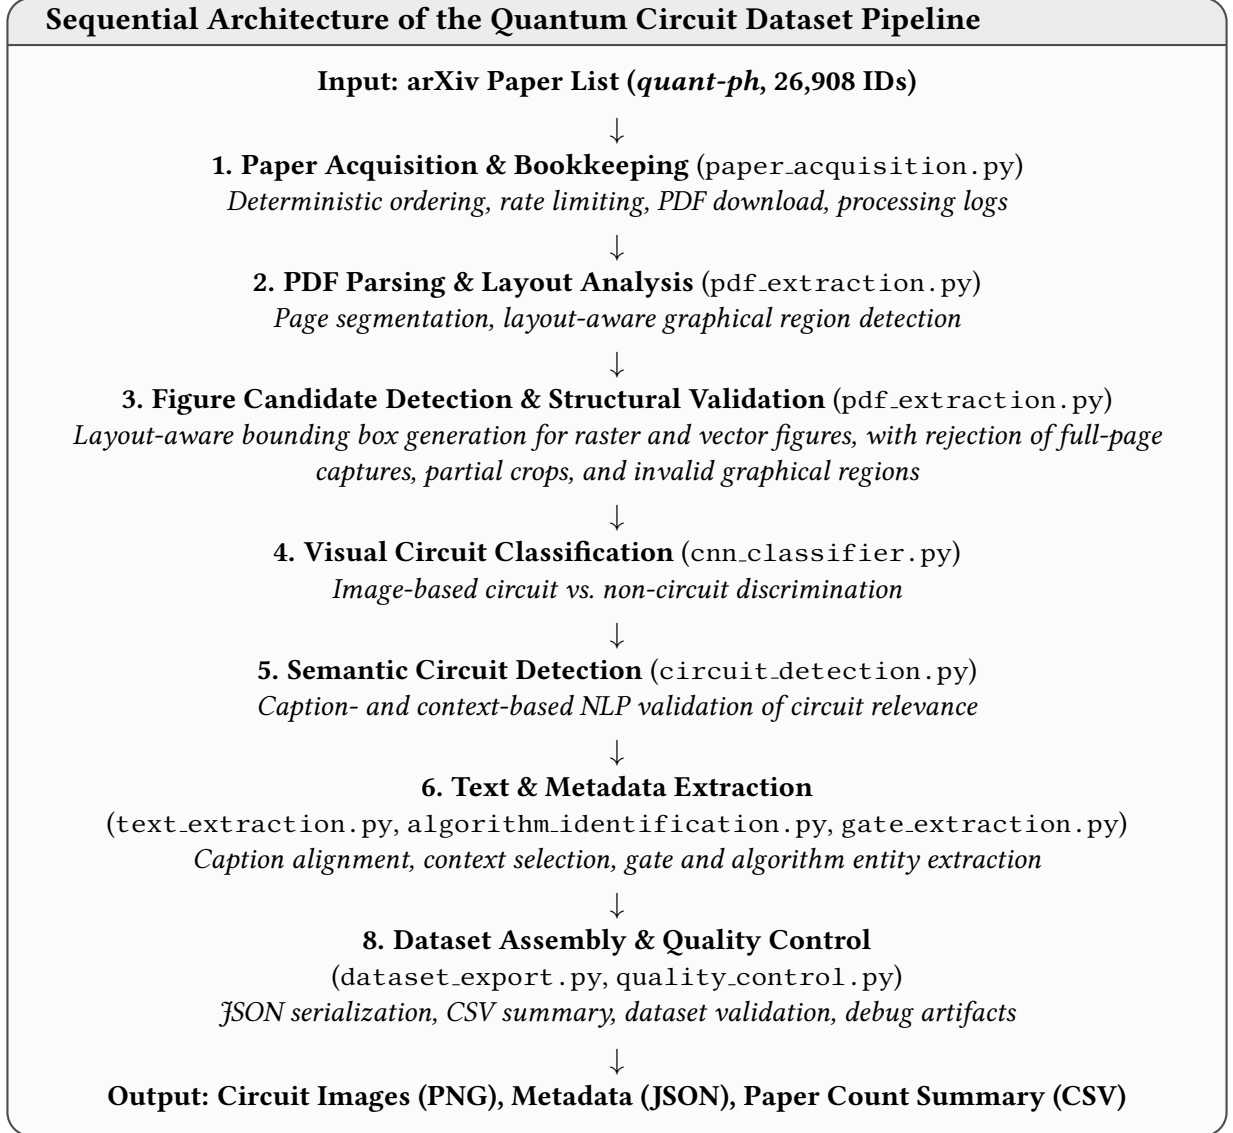 Sequential Architecture of the Quantum Circuit Dataset Pipeline
Input: arXiv Paper List (quant-ph, 26,908 IDs)
↓
1. Paper Acquisition & Bookkeeping (paper_acquisition.py)
Deterministic ordering, rate limiting, PDF download, processing logs
↓
2. PDF Parsing & Layout Analysis (pdf_extraction.py)
Page segmentation, layout-aware graphical region detection
↓
3. Figure Candidate Detection & Structural Validation (pdf_extraction.py)
Layout-aware bounding box generation for raster and vector figures, with rejection of full-page
captures, partial crops, and invalid graphical regions
↓
4. Visual Circuit Classification (cnn_classifier.py)
Image-based circuit vs. non-circuit discrimination
↓
5. Semantic Circuit Detection (circuit_detection.py)
Caption- and context-based NLP validation of circuit relevance
↓
6. Text & Metadata Extraction
(text_extraction.py, algorithm_identification.py, gate_extraction.py)
Caption alignment, context selection, gate and algorithm entity extraction
↓
8. Dataset Assembly & Quality Control
(dataset_export.py, quality_control.py)
JSON serialization, CSV summary, dataset validation, debug artifacts
↓
Output: Circuit Images (PNG), Metadata (JSON), Paper Count Summary (CSV)